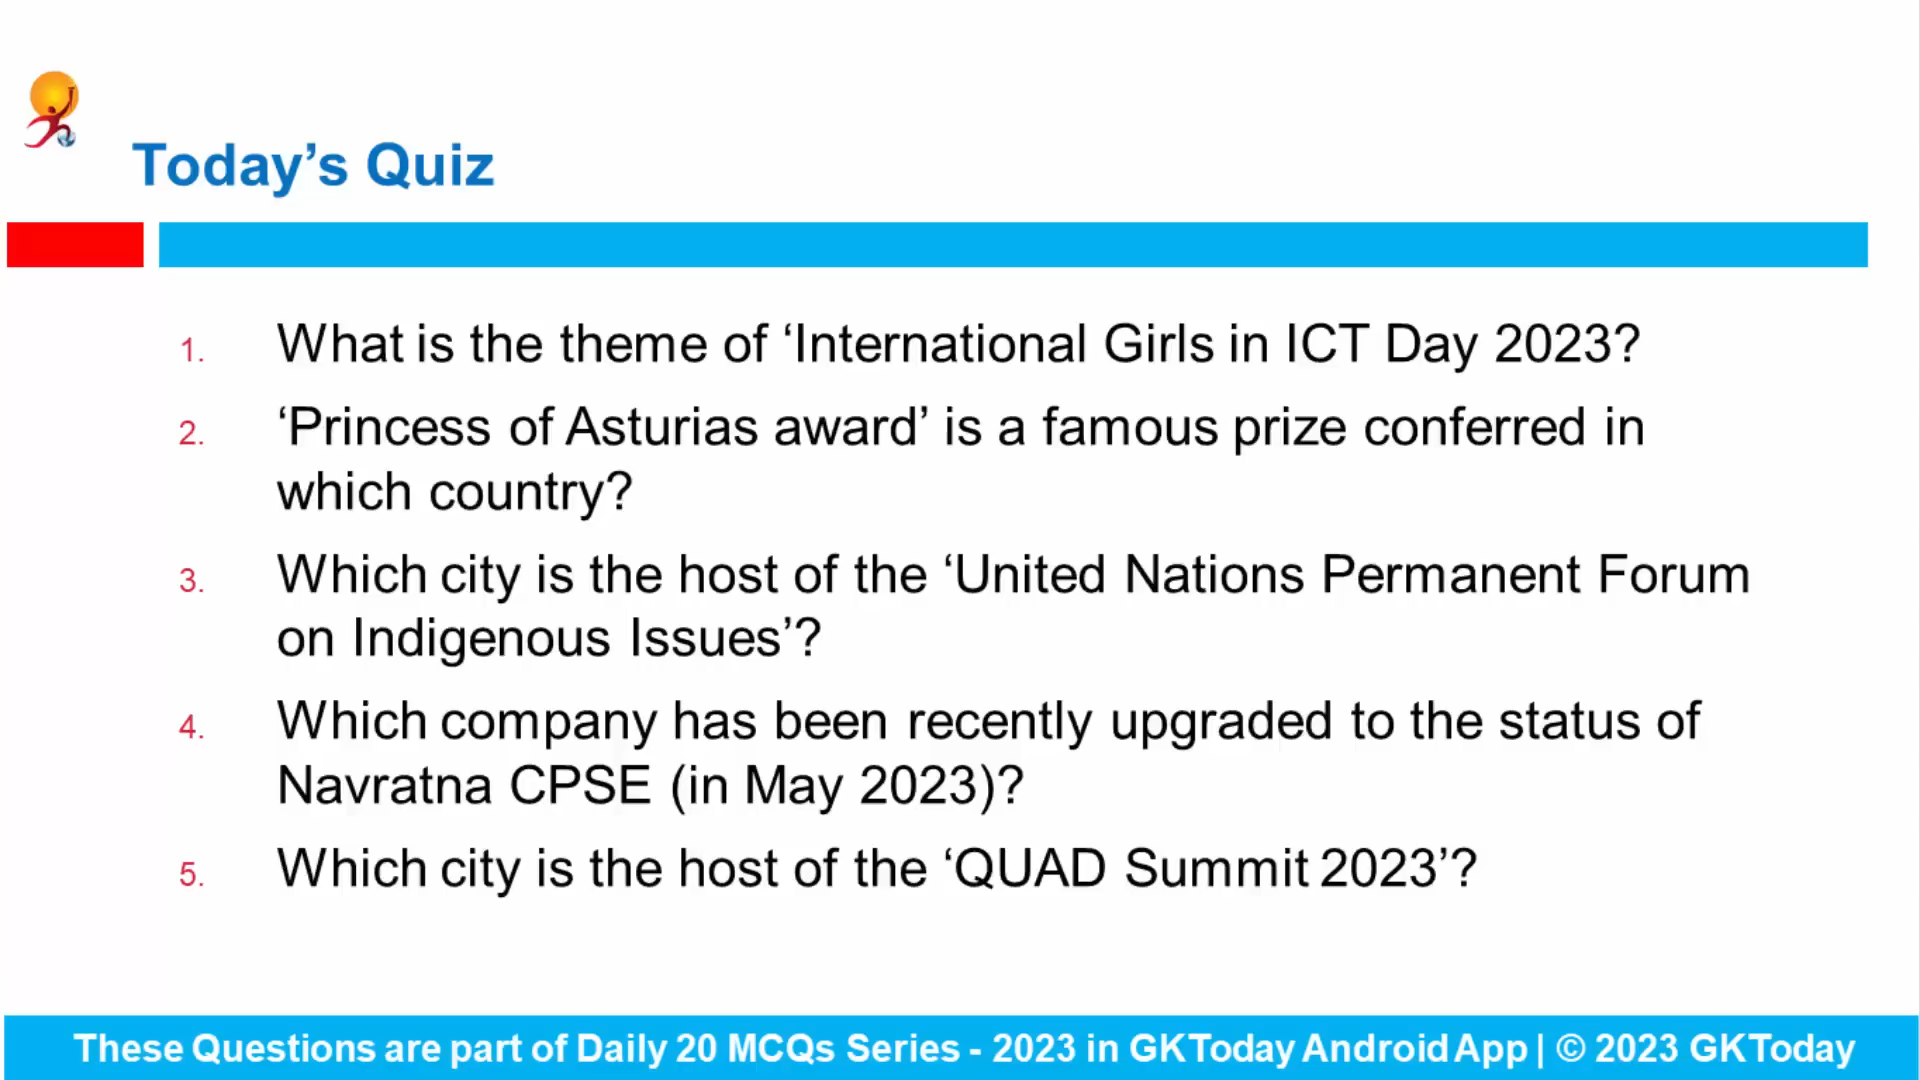 Today’s Quiz
1. What is the theme of ‘International Girls in ICT Day 2023?
2. ‘Princess of Asturias award’ is a famous prize conferred in
which country?
3. Which city is the host of the ‘United Nations Permanent Forum
on Indigenous Issues’?
4. Which company has been recently upgraded to the status of
Navratna CPSE (in May 2023)?
5. Which city is the host of the ‘QUAD Summit 2023’?
These Questions are part of Daily 20 MCQs Series - 2023 in GKToday Android App | © 2023 GKToday